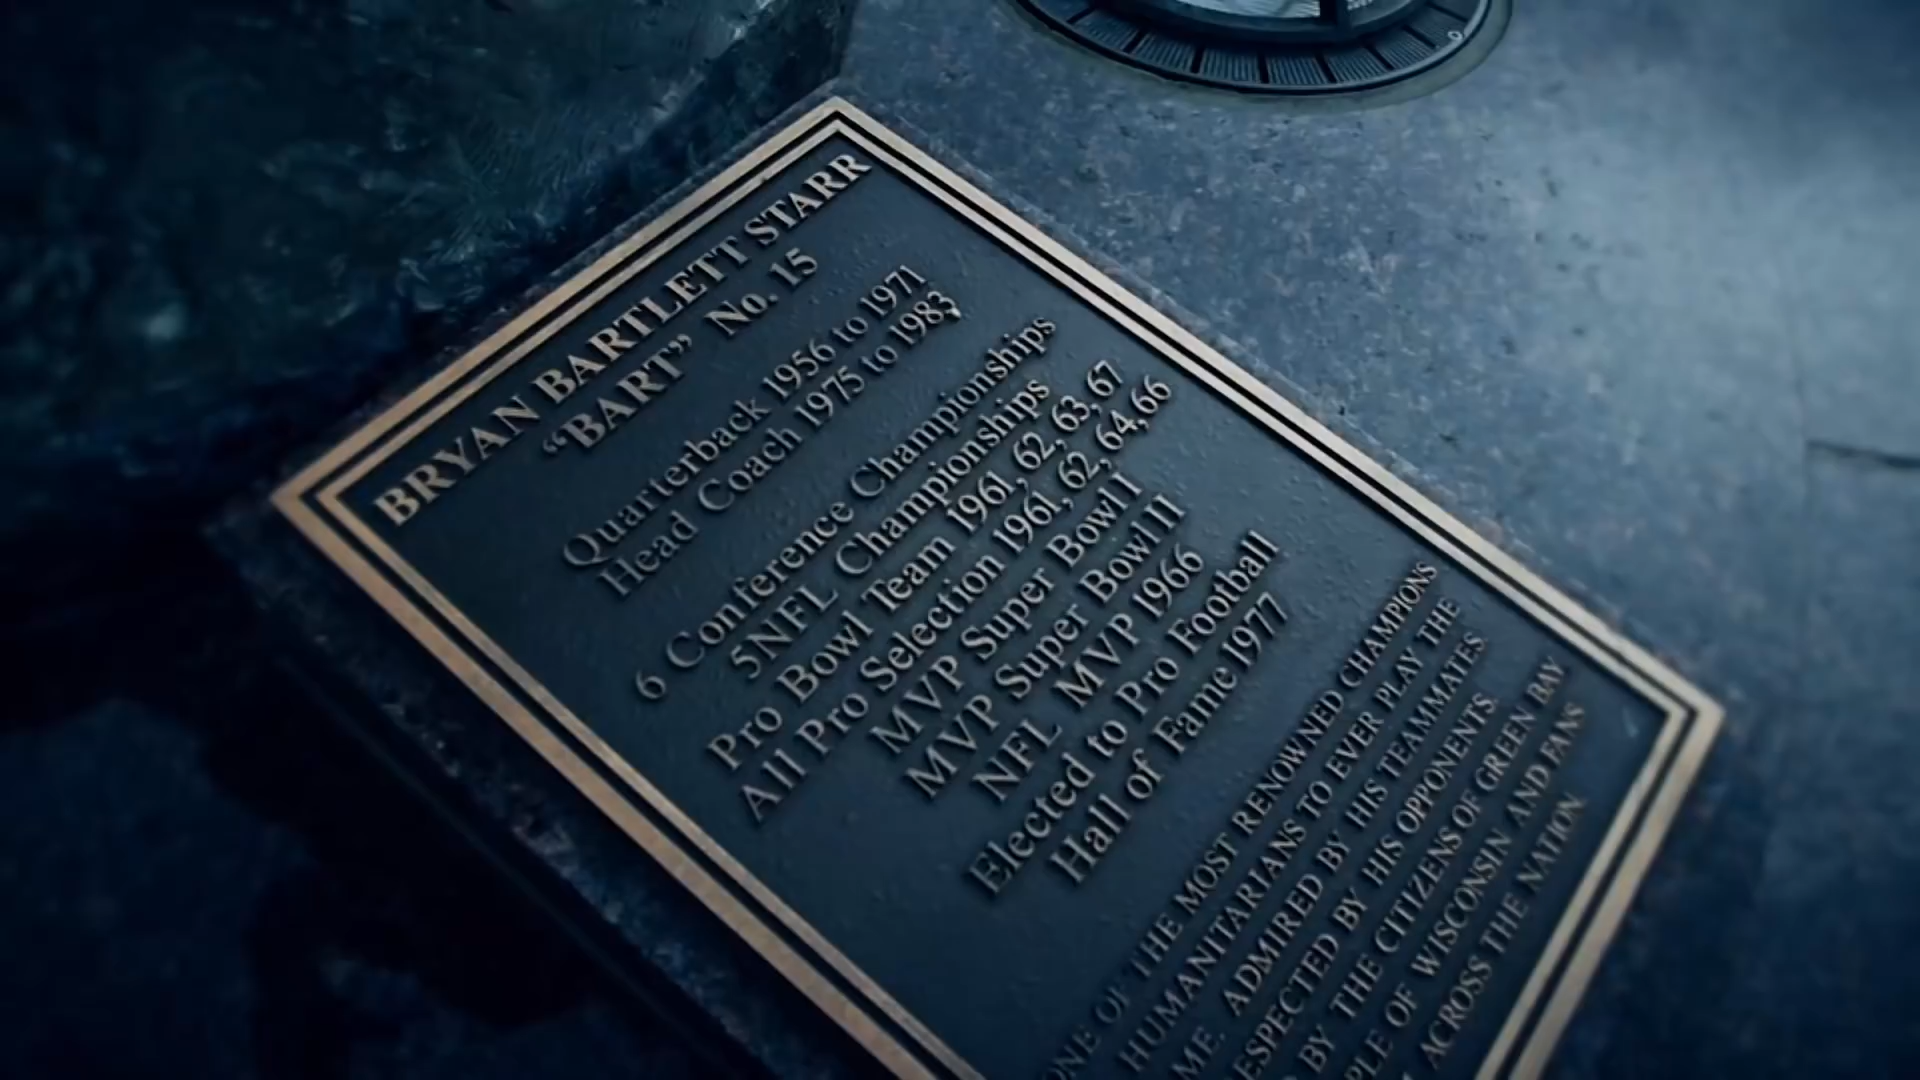 BRYAN BARTLETT STARR
“BART” No. 15
Quarterback 1956 to 1971
Head Coach 1975 to 1983
6 Conference Championships
5 NFL Championships
Pro Bowl Team 1961, 62, 63, 67
All Pro Selection 1961, 62, 64, 66
MVP Super Bowl I
MVP Super Bowl II
NFL MVP 1966
Elected to Pro Football
Hall of Fame 1977
ONE OF THE MOST RENOWNED CHAMPIONS
HUMANITARIANS TO EVER PLAY THE
ADMIRED BY HIS TEAMMATES
BY HIS OPPONENTS.
BY THE CITIZENS OF GREEN BAY
OF WISCONSIN AND FANS
ACROSS THE NATION.